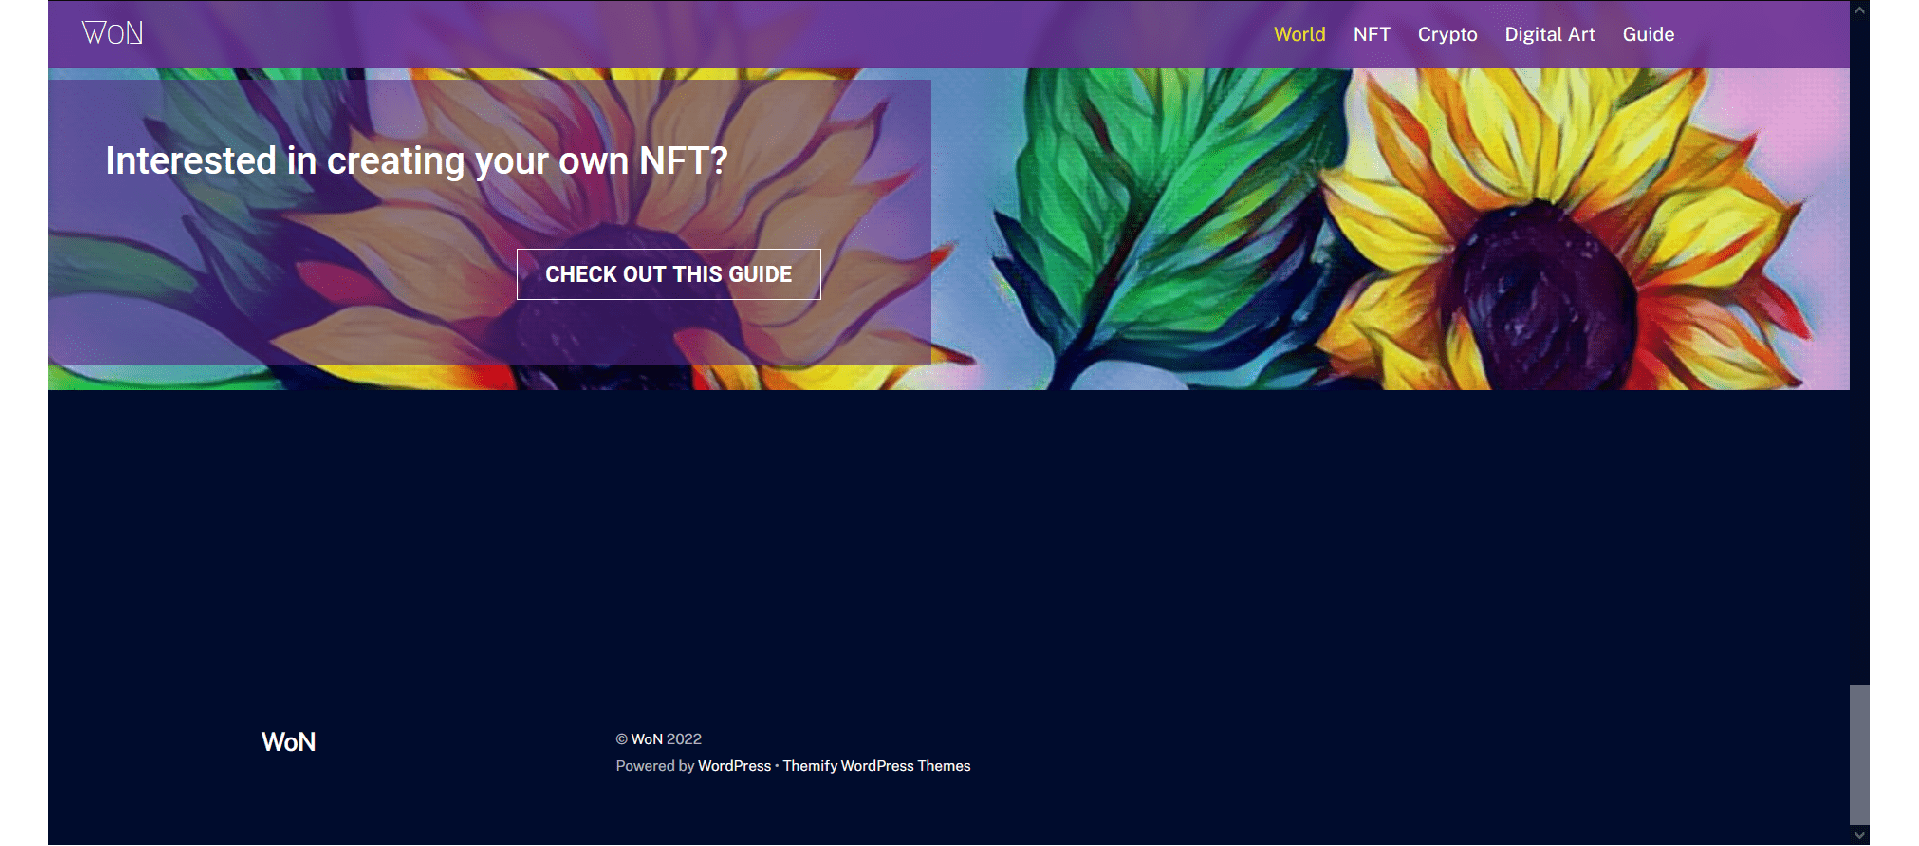 WoN
World NFT Crypto Digital Art Guide
Interested in creating your own NFT?
CHECK OUT THIS GUIDE
WoN
© WoN 2022
Powered by WordPress • Themify WordPress Themes